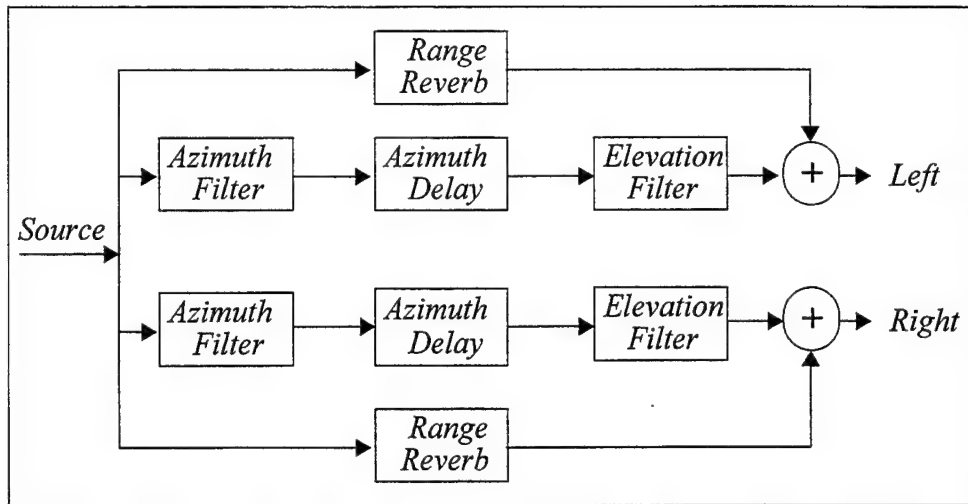 Range
Reverb
Azimuth
Filter
Azimuth
Delay
Elevation
Filter
+
Left
Source
Azimuth
Filter
Azimuth
Delay
Elevation
Filter
+
Right
Range
Reverb